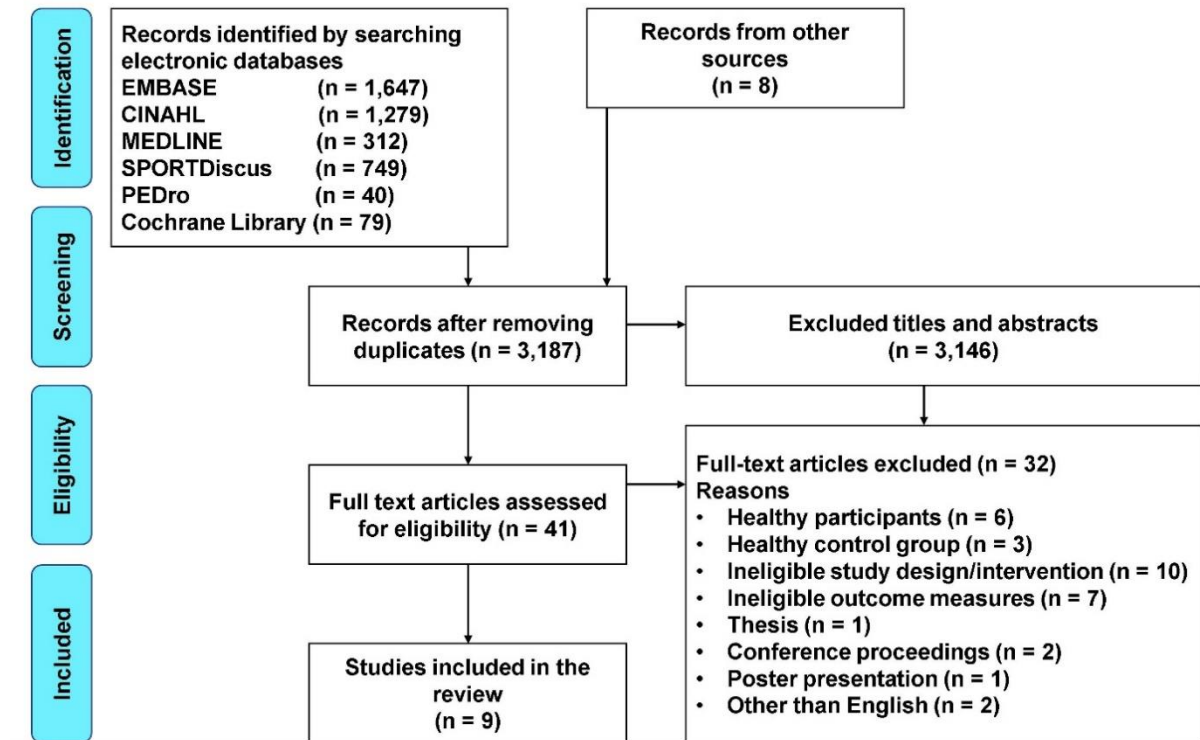 Identification
Records identified by searching
electronic databases
EMBASE (n = 1,647)
CINAHL (n = 1,279)
MEDLINE (n = 312)
SPORTDiscus (n = 749)
PEDro (n = 40)
Cochrane Library (n = 79)
Records from other
sources
(n = 8)
Screening
Records after removing
duplicates (n = 3,187)
Excluded titles and abstracts
(n = 3,146)
Eligibility
Full text articles assessed
for eligibility (n = 41)
Full-text articles excluded (n = 32)
Reasons
• Healthy participants (n = 6)
• Healthy control group (n = 3)
• Ineligible study design/intervention (n = 10)
• Ineligible outcome measures (n = 7)
• Thesis (n = 1)
• Conference proceedings (n = 2)
• Poster presentation (n = 1)
• Other than English (n = 2)
Included
Studies included in the
review
(n = 9)